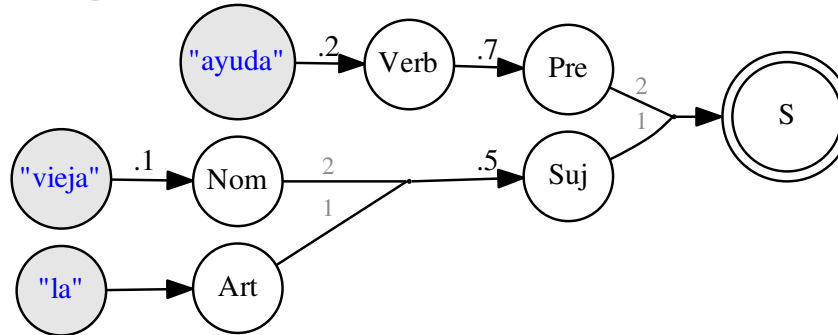 "ayuda" .2 Verb .7 Pre 2
1 S
"vieja" .1 Nom 2 .5 Suj
1
"la" Art